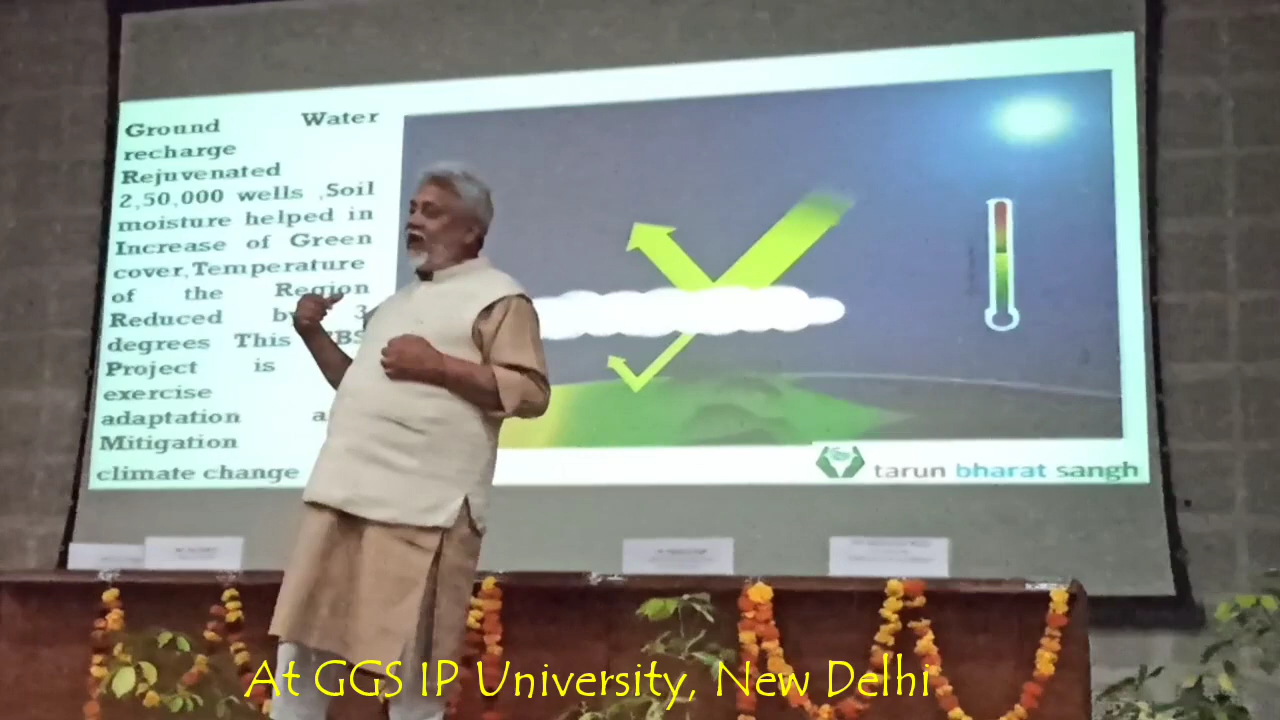 Ground Water
recharge
Rejuvenated
2,50,000 wells ,Soil
moisture helped in
Increase of Green
cover,Temperature
of the Region
Reduced by 3
degrees This
Project is
exercise
adaptation
Mitigation
climate change
tarun bharat sangh
At GGS IP University, New Delhi